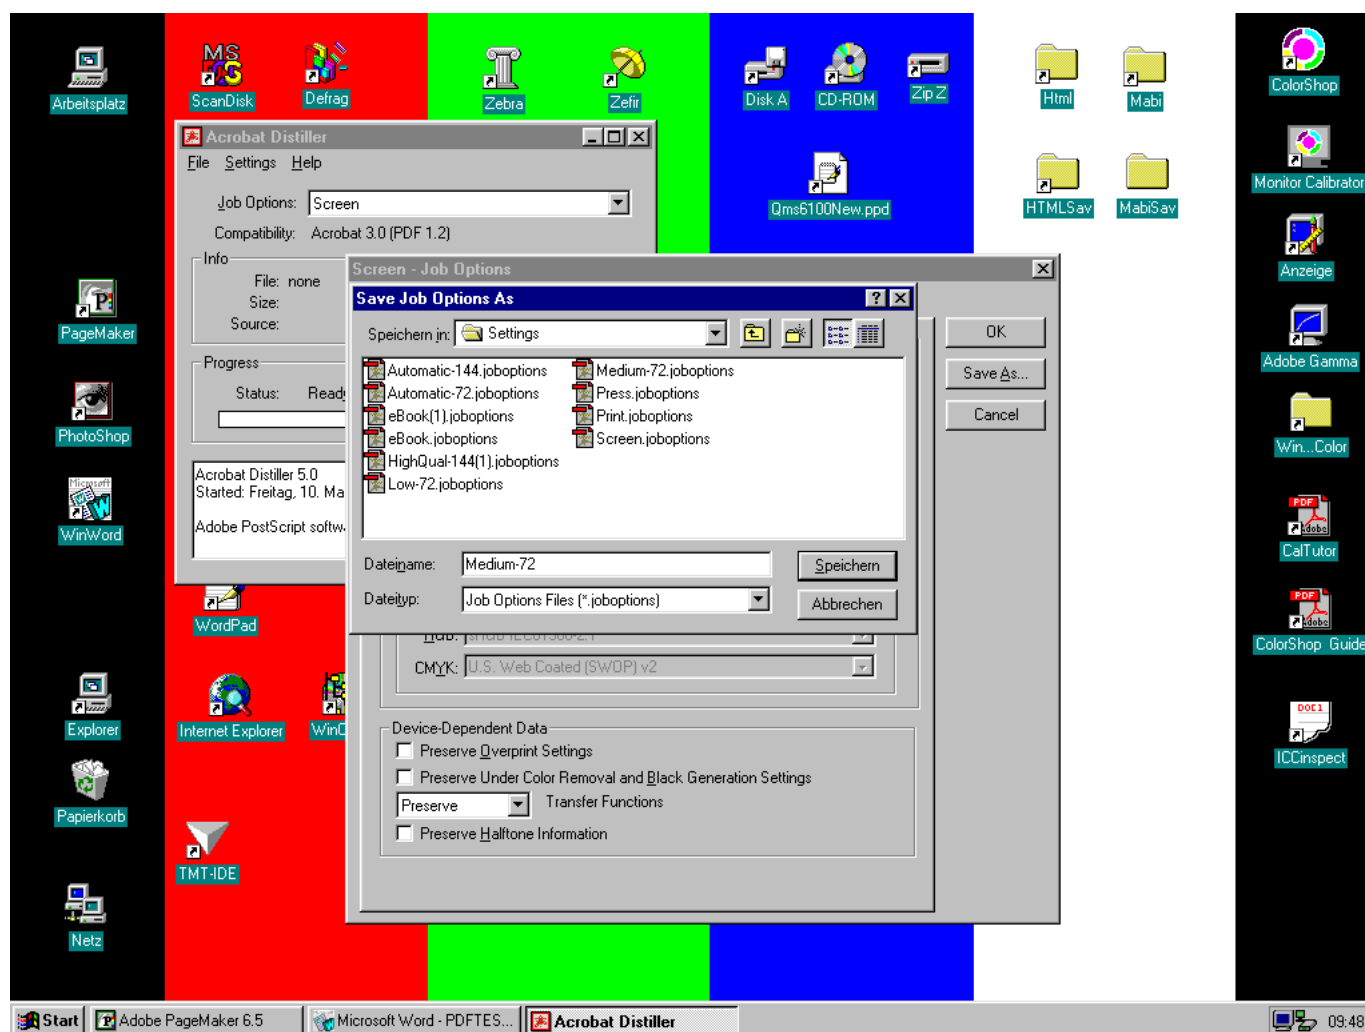 Arbeitsplatz
ScanDisk
Defrag
Zebra
Zefir
Disk A
CD-ROM
Zip Z
Html
Mabi
ColorShop
Acrobat Distiller
File Settings Help
Job Options: Screen
Compatibility: Acrobat 3.0 (PDF 1.2)
Info
File: none
Size:
Source:
Progress
Status: Ready
Acrobat Distiller 5.0
Started: Freitag, 10. Ma
Adobe PostScript softw
Qms6100New.ppd
HTMLSav
MabiSav
Monitor Calibrator
Anzeige
Adobe Gamma
Win...Color
PDF
Adobe
CalTutor
PDF
Adobe
ColorShop Guide
DOC1
ICCinspect
PageMaker
PhotoShop
Microsoft
WinWord
WordPad
Explorer
Internet Explorer
Papierkorb
TMT-IDE
Netz
Screen - Job Options
OK
Save As...
Cancel
Save Job Options As
Speichern in: Settings
Automatic-144.joboptions
Automatic-72.joboptions
eBook(1).joboptions
eBook.joboptions
HighQual-144(1).joboptions
Low-72.joboptions
Medium-72.joboptions
Press.joboptions
Print.joboptions
Screen.joboptions
Dateiname: Medium-72
Speichern
Dateityp: Job Options Files (*.joboptions)
Abbrechen
CMYK: U.S. Web Coated (SWOP) v2
Device-Dependent Data
Preserve Overprint Settings
Preserve Under Color Removal and Black Generation Settings
Preserve Transfer Functions
Preserve Halftone Information
Start
Adobe PageMaker 6.5
Microsoft Word - PDFTES...
Acrobat Distiller
09:48